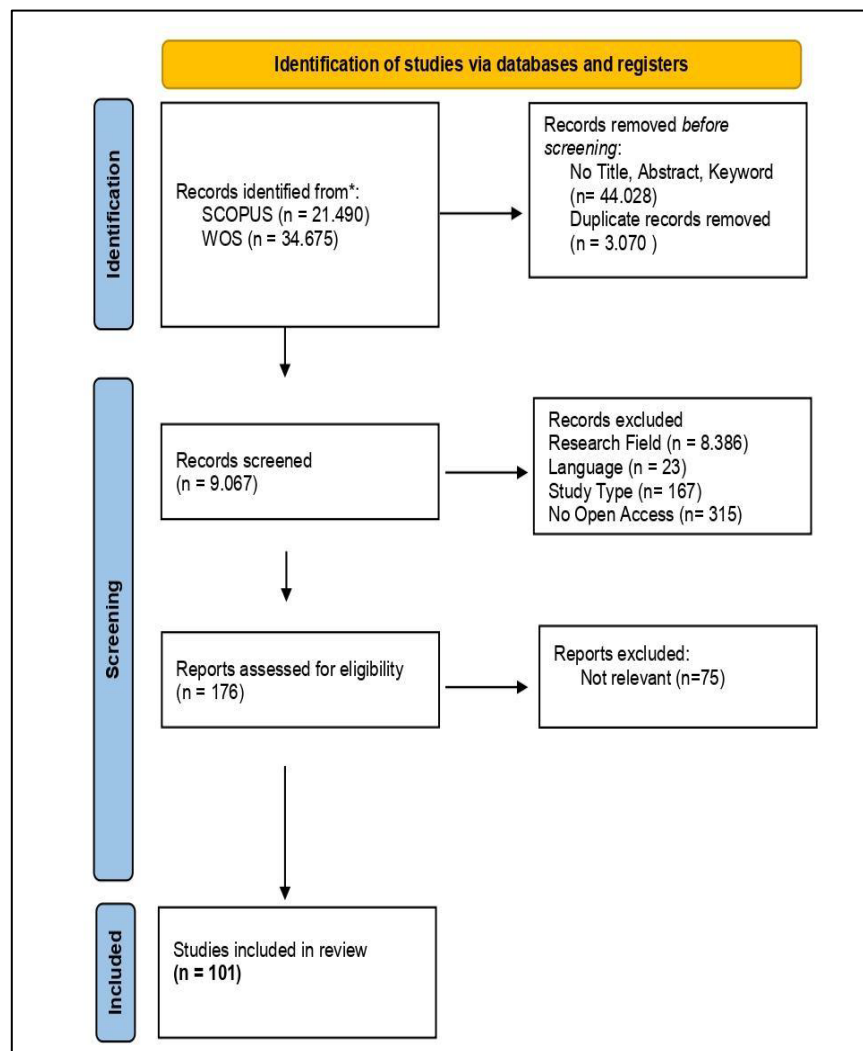 Identification of studies via databases and registers
Identification
Records identified from*:
SCOPUS (n = 21.490)
WOS (n = 34.675)
Records removed before
screening:
No Title, Abstract, Keyword
(n= 44.028)
Duplicate records removed
(n = 3.070 )
Screening
Records screened
(n = 9.067)
Records excluded
Research Field (n = 8.386)
Language (n = 23)
Study Type (n= 167)
No Open Access (n= 315)
Reports assessed for eligibility
(n = 176)
Reports excluded:
Not relevant (n=75)
Included
Studies included in review
(n = 101)